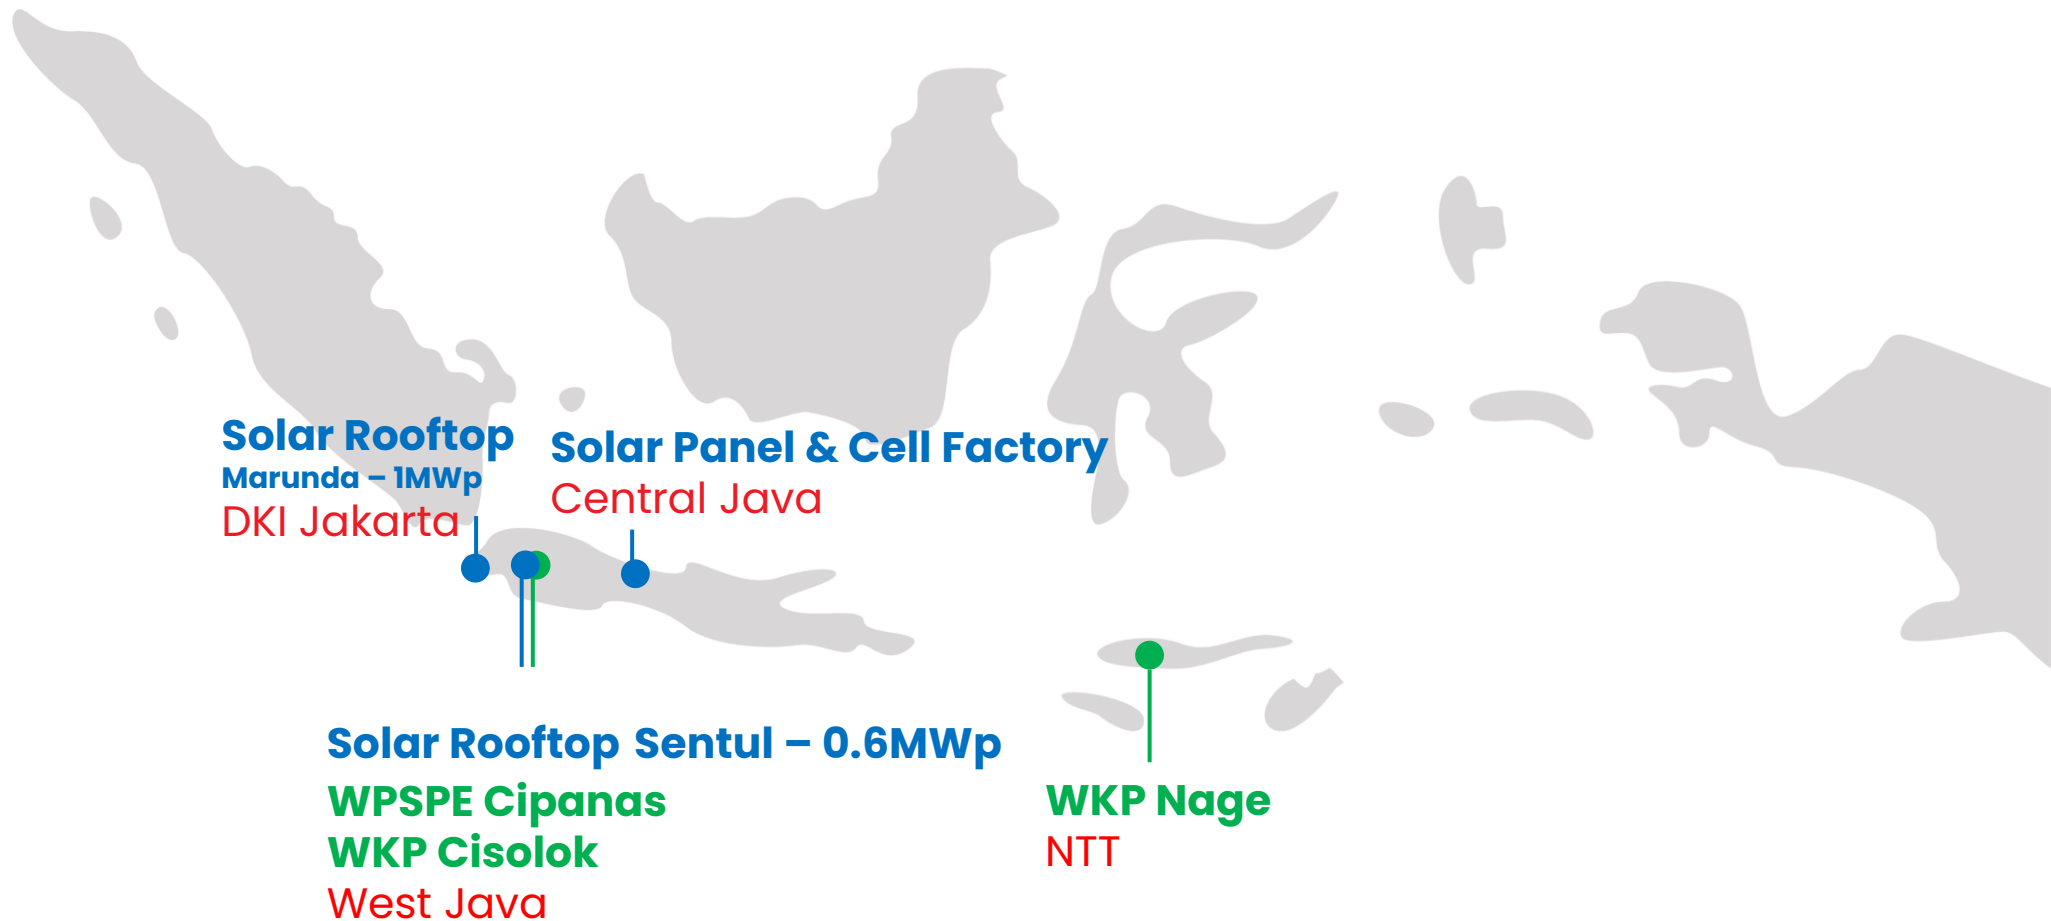 Solar Rooftop
Marunda – 1MWp
DKI Jakarta
Solar Panel & Cell Factory
Central Java
Solar Rooftop Sentul – 0.6MWp
WPSPE Cipanas
WKP Cisolok
West Java
WKP Nage
NTT